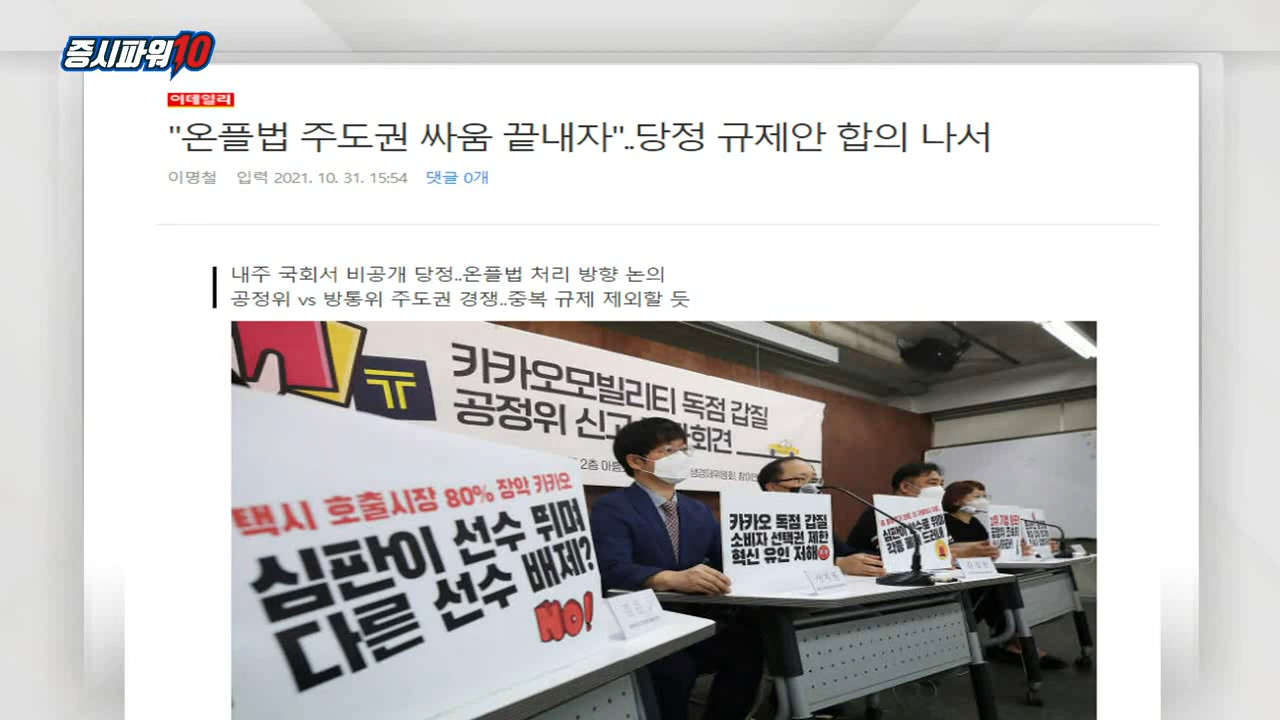 증시파워10
이데일리
"온플법 주도권 싸움 끝내자"..당정 규제안 합의 나서
이명철 입력 2021. 10. 31. 15:54 댓글 0개
내주 국회서 비공개 당정..온플법 처리 방향 논의
공정위 vs 방통위 주도권 경쟁..중복 규제 제외할 듯
카카오모빌리티 독점 갑질
공정위 신고
2층
택시 호출시장 80% 장악 카카오
심판이 선수 뛰며
다른 선수 배제?
NO!
카카오 독점 갑질
소비자 선택권 제한
혁신 유인 저해